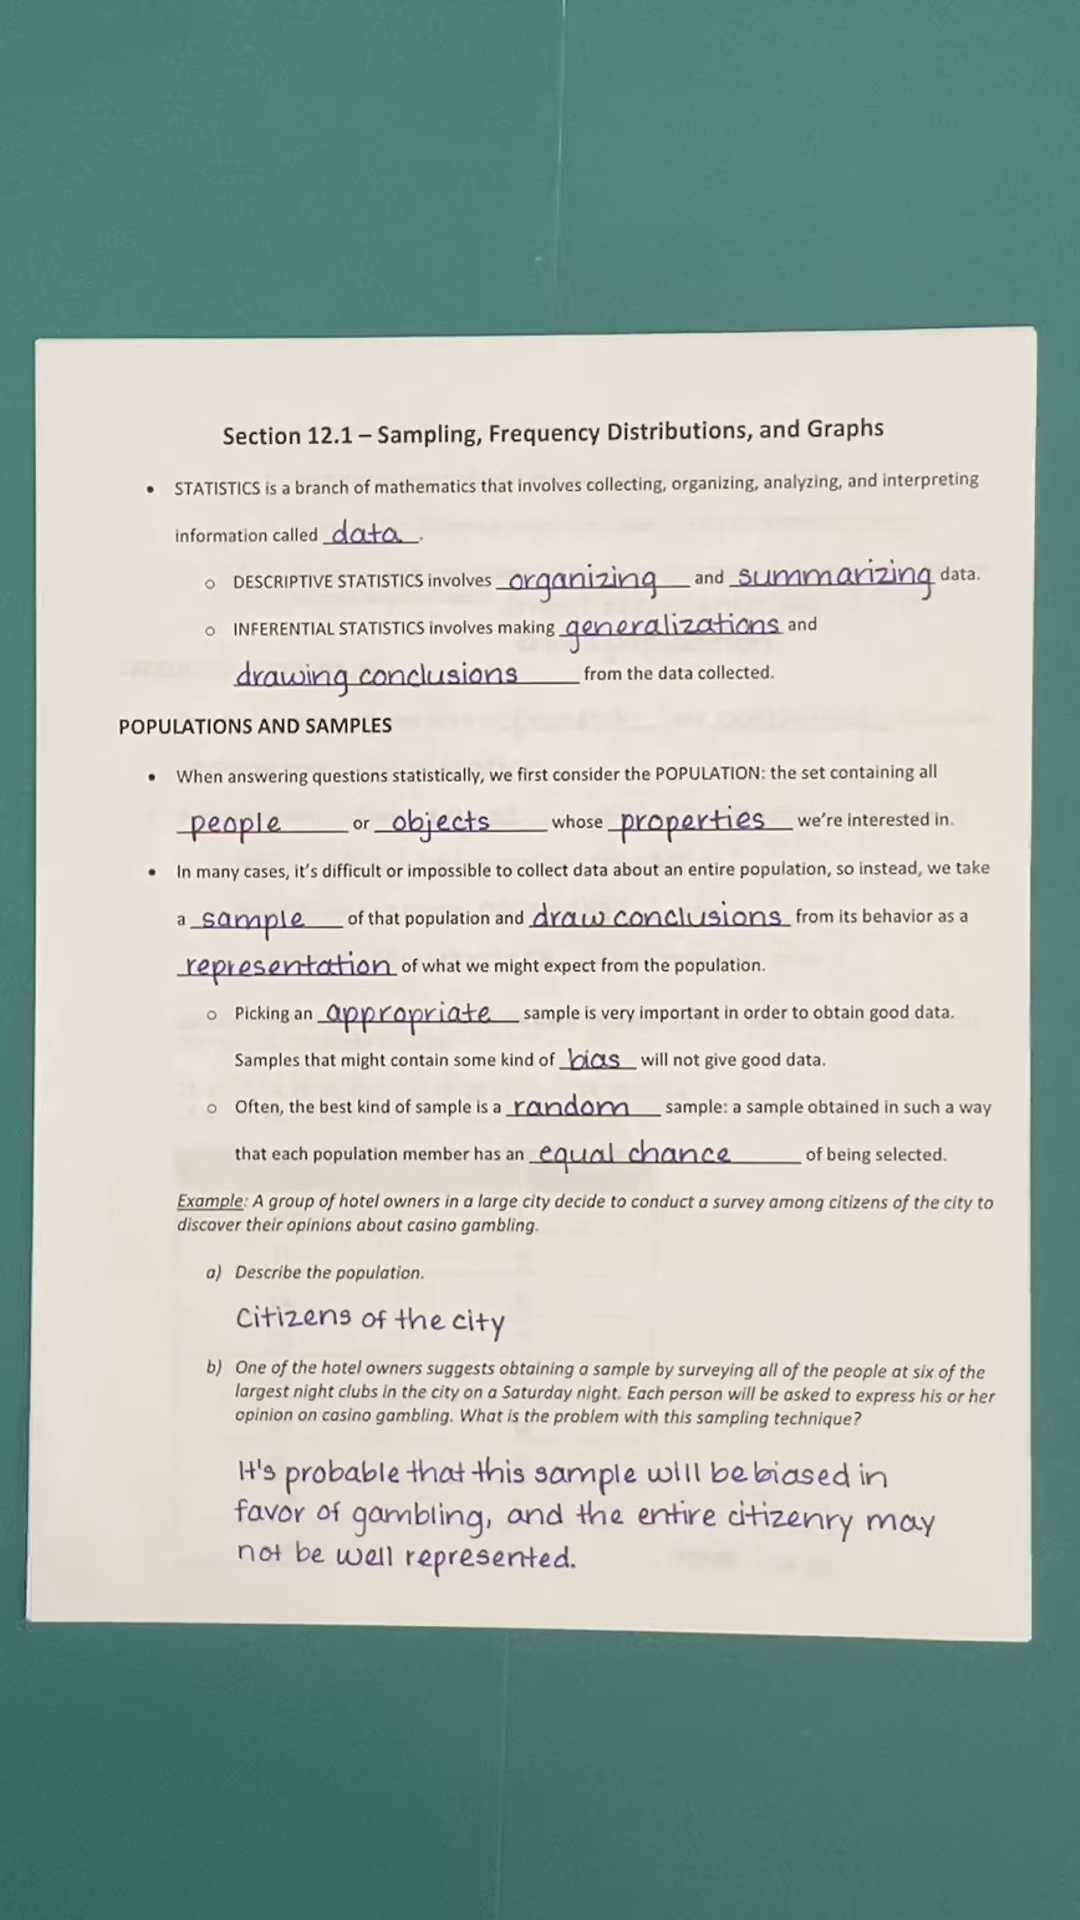 Section 12.1 – Sampling, Frequency Distributions, and Graphs
• STATISTICS is a branch of mathematics that involves collecting, organizing, analyzing, and interpreting
information called data.
o DESCRIPTIVE STATISTICS involves organizing and summarizing data.
o INFERENTIAL STATISTICS involves making generalizations and
drawing conclusions from the data collected.
POPULATIONS AND SAMPLES
• When answering questions statistically, we first consider the POPULATION: the set containing all
people or objects whose properties we're interested in.
• In many cases, it's difficult or impossible to collect data about an entire population, so instead, we take
a sample of that population and draw conclusions from its behavior as a
representation of what we might expect from the population.
o Picking an appropriate sample is very important in order to obtain good data.
Samples that might contain some kind of bias will not give good data.
o Often, the best kind of sample is a random sample: a sample obtained in such a way
that each population member has an equal chance of being selected.
Example: A group of hotel owners in a large city decide to conduct a survey among citizens of the city to
discover their opinions about casino gambling.
a) Describe the population.
Citizens of the city
b) One of the hotel owners suggests obtaining a sample by surveying all of the people at six of the
largest night clubs in the city on a Saturday night. Each person will be asked to express his or her
opinion on casino gambling. What is the problem with this sampling technique?
It's probable that this sample will be biased in
favor of gambling, and the entire citizenry may
not be well represented.